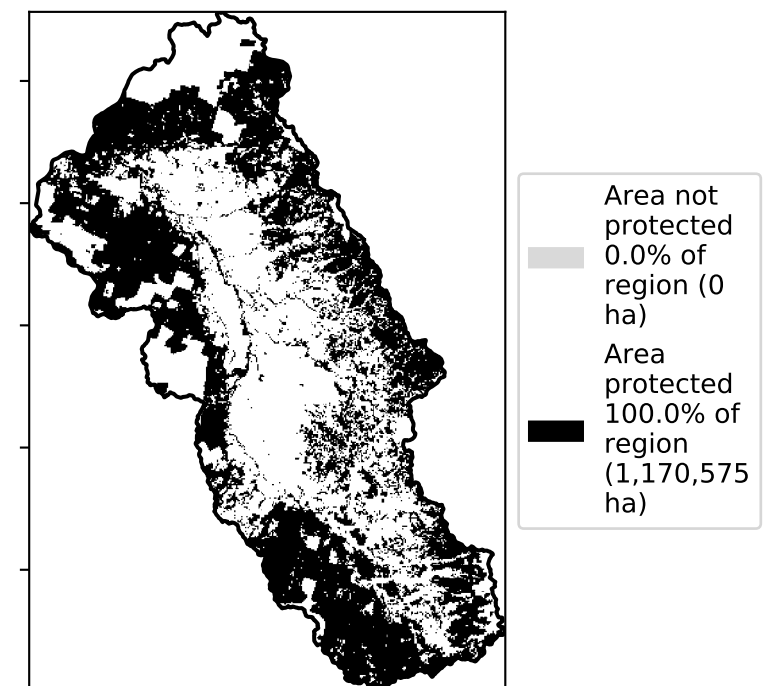 Area not
protected
0.0% of
region (0
ha)
Area
protected
100.0% of
region
(1,170,575
ha)